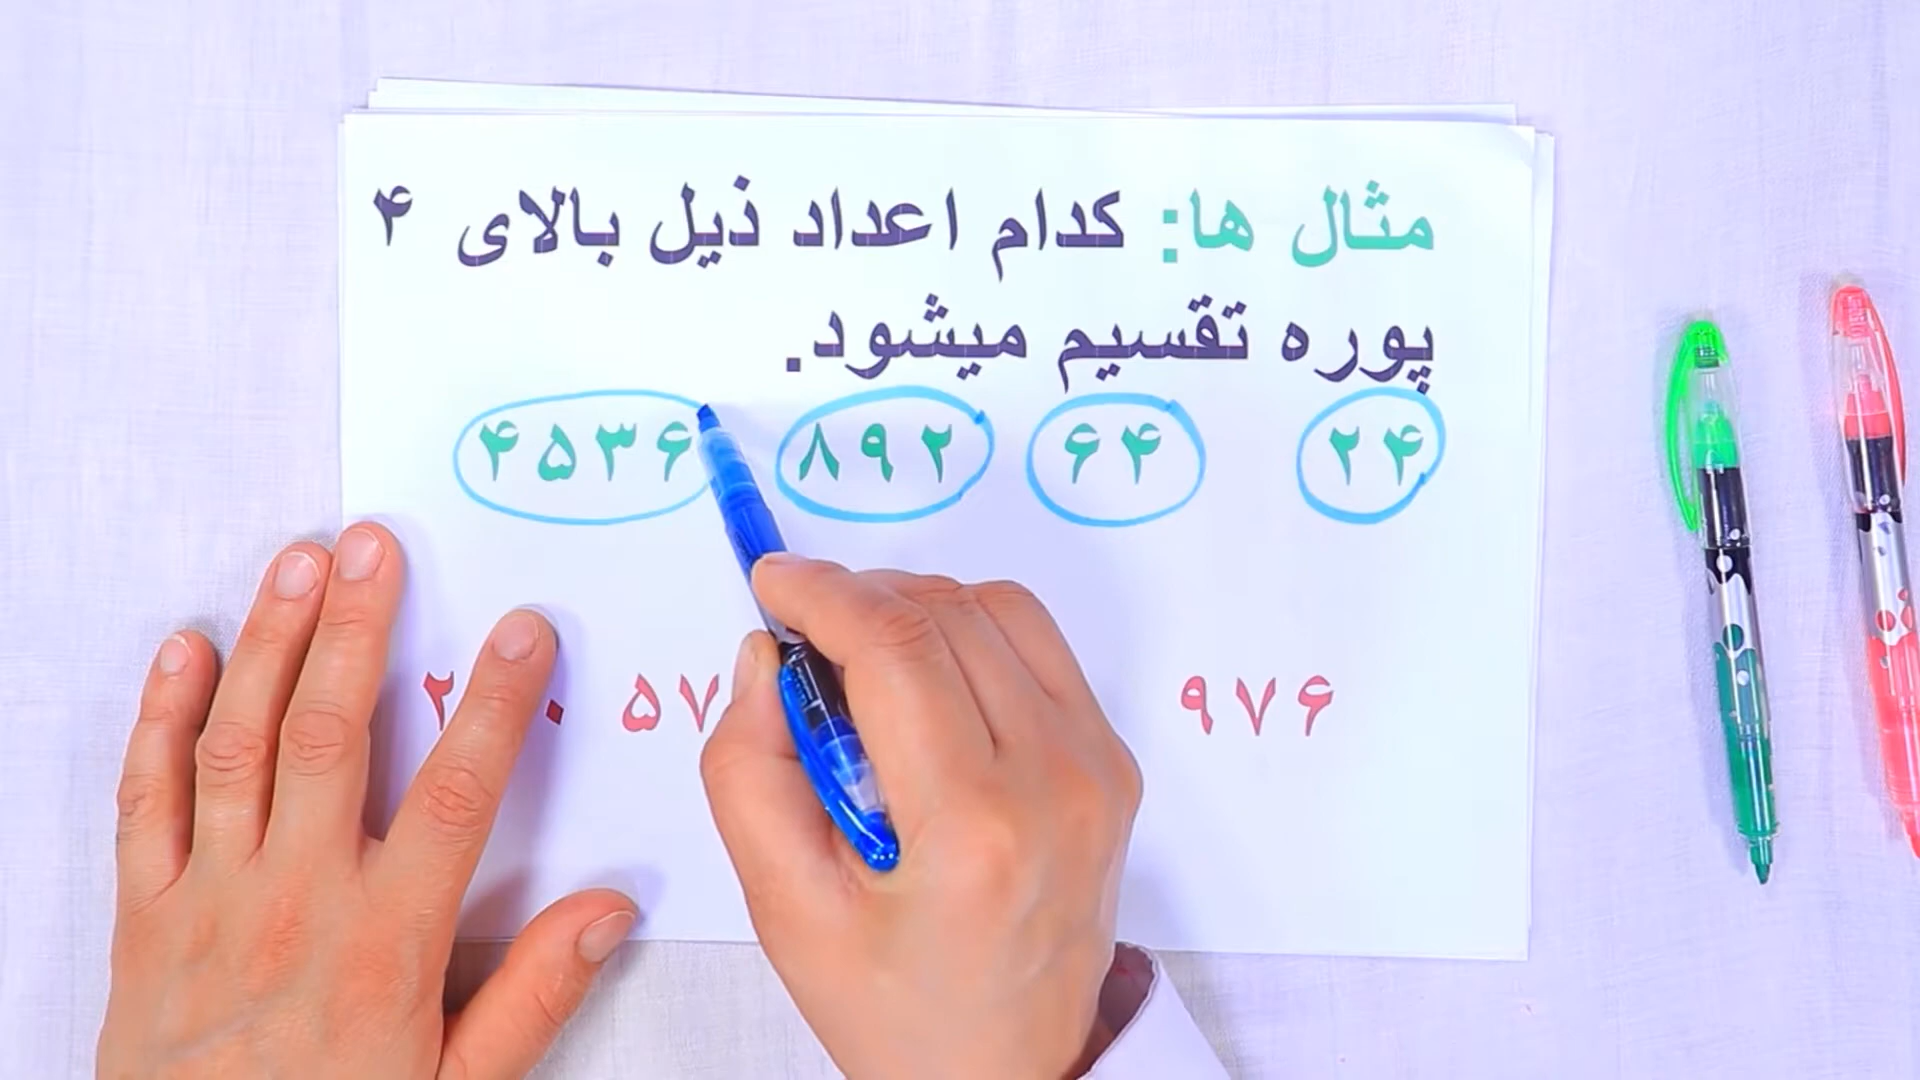 مثال ها: کدام اعداد ذیل بالای ۴
پوره تقسیم میشود.
۲۴ ۶۴ ۸۹۲ ۴۵۳۶
۹۷۶